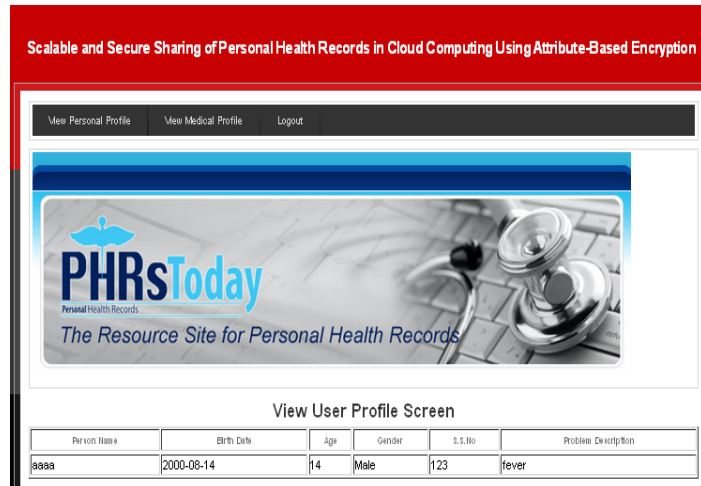 Scalable and Secure Sharing of Personal Health Records in Cloud Computing Using Attribute-Based Encryption
View Personal Profile View Medical Profile Logout
PHRsToday
Personal Health Records
The Resource Site for Personal Health Records
View User Profile Screen
Person Name Birth Date Age Gender S.S.No Problem Description
aaaa 2000-08-14 14 Male 123 fever